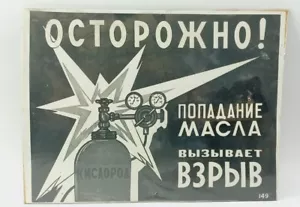 ОСТОРОЖНО!
ПОПАДАНИЕ
МАСЛА
ВЫЗЫВАЕТ
ВЗРЫВ
КИСЛОРОД
149